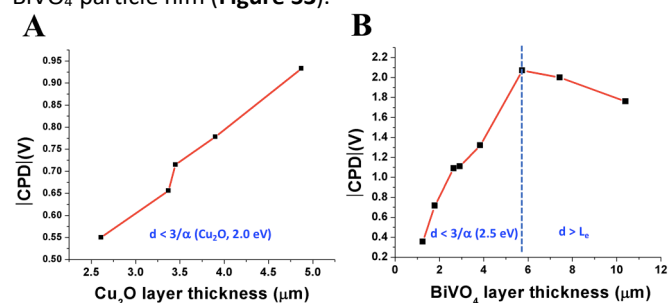 BiVO₄ particle film (Figure S5).
A
B
|CPD|(V)
0.95
0.90
0.85
0.80
0.75
0.70
0.65
0.60
0.55
0.50
d < 3/α (Cu₂O, 2.0 eV)
2.5 3.0 3.5 4.0 4.5 5.0
Cu₂O layer thickness (μm)
|CPD|(V)
2.2
2.0
1.8
1.6
1.4
1.2
1.0
0.8
0.6
0.4
0.2
d < 3/α (2.5 eV) d > Lₑ
0 2 4 6 8 10 12
BiVO₄ layer thickness (μm)